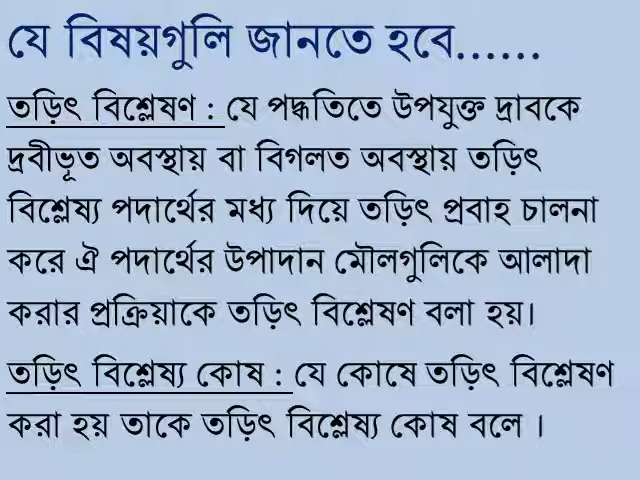 যে বিষয়গুলি জানতে হবে......
তড়িৎ বিশ্লেষণ : যে পদ্ধতিতে উপযুক্ত দ্রাবকে
দ্রবীভূত অবস্থায় বা বিগলত অবস্থায় তড়িৎ
বিশ্লেষ্য পদার্থের মধ্য দিয়ে তড়িৎ প্রবাহ চালনা
করে ঐ পদার্থের উপাদান মৌলগুলিকে আলাদা
করার প্রক্রিয়াকে তড়িৎ বিশ্লেষণ বলা হয়।
তড়িৎ বিশ্লেষ্য কোষ : যে কোষে তড়িৎ বিশ্লেষণ
করা হয় তাকে তড়িৎ বিশ্লেষ্য কোষ বলে ।